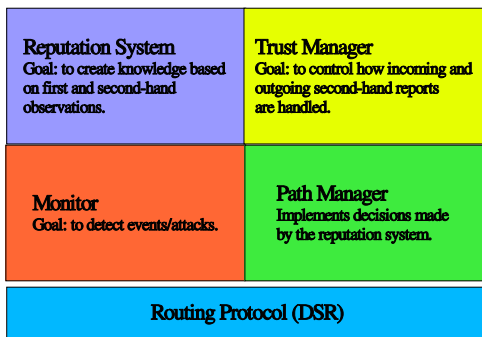 Reputation System
Goal: to create knowledge based
on first and second-hand
observations.
Trust Manager
Goal: to control how incoming and
outgoing second-hand reports
are handled.
Monitor
Goal: to detect events/attacks.
Path Manager
Implements decisions made
by the reputation system.
Routing Protocol (DSR)